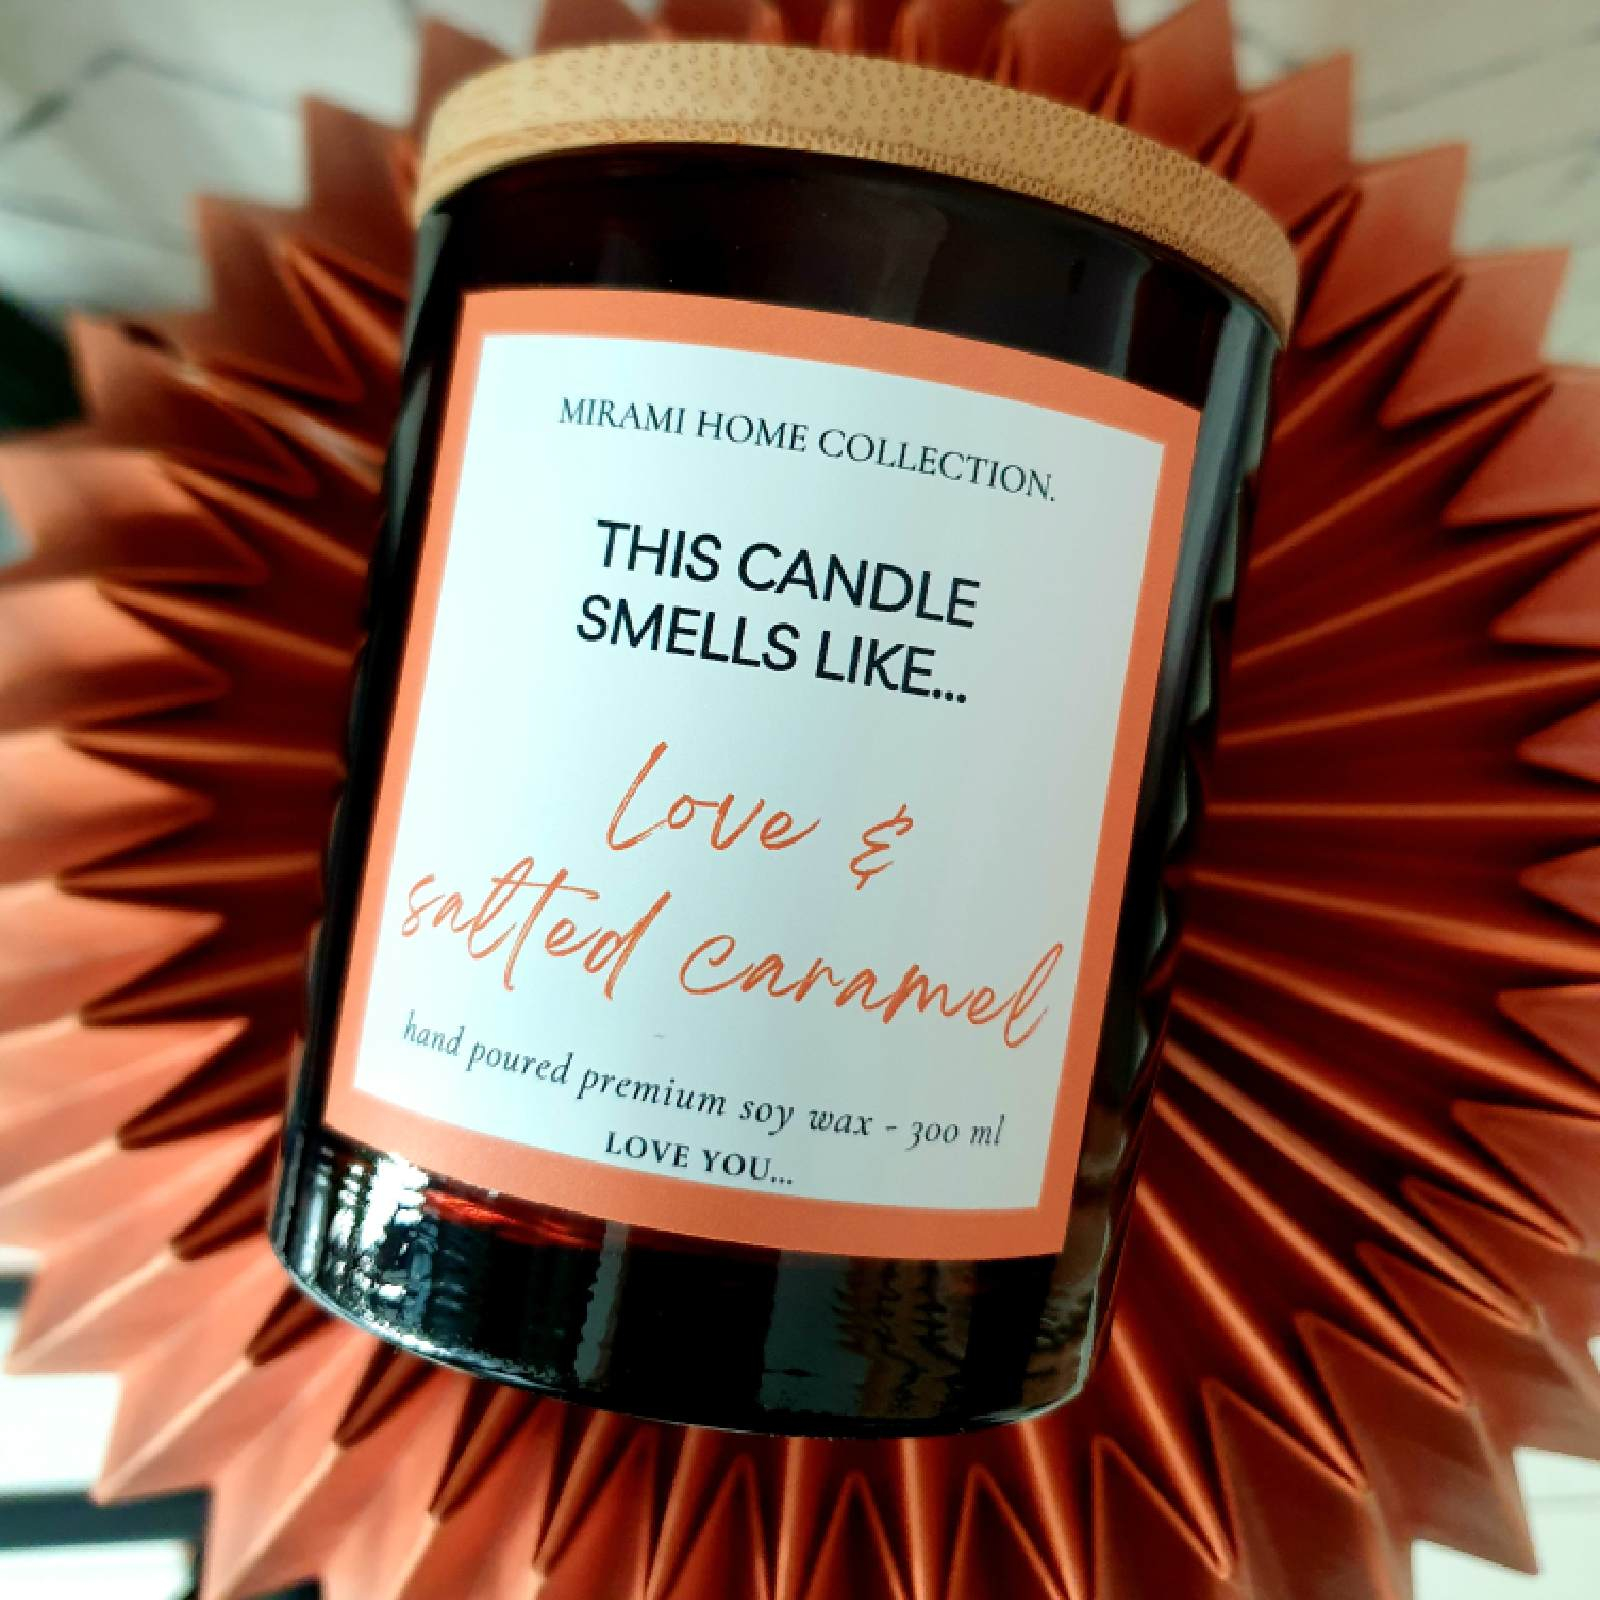 MIRAMI HOME COLLECTION.
THIS CANDLE
SMELLS LIKE...
Love &
salted caramel
hand poured premium soy wax - 300 ml
LOVE YOU...